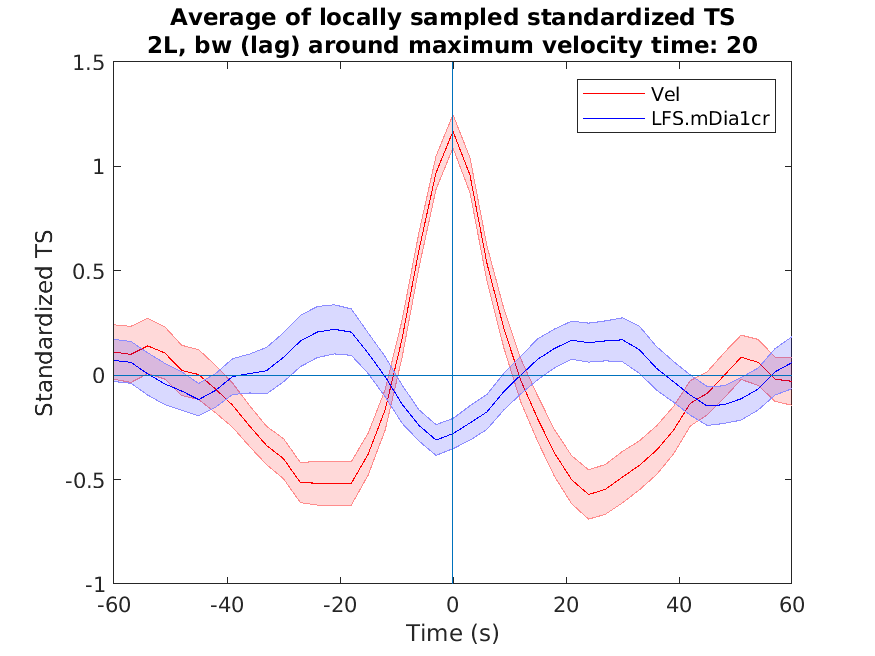 Average of locally sampled standardized TS
2L, bw (lag) around maximum velocity time: 20
1.5
1
0.5
0
-0.5
-1
Standardized TS
Vel
LFS.mDia1cr
-60
-40
-20
0
20
40
60
Time (s)